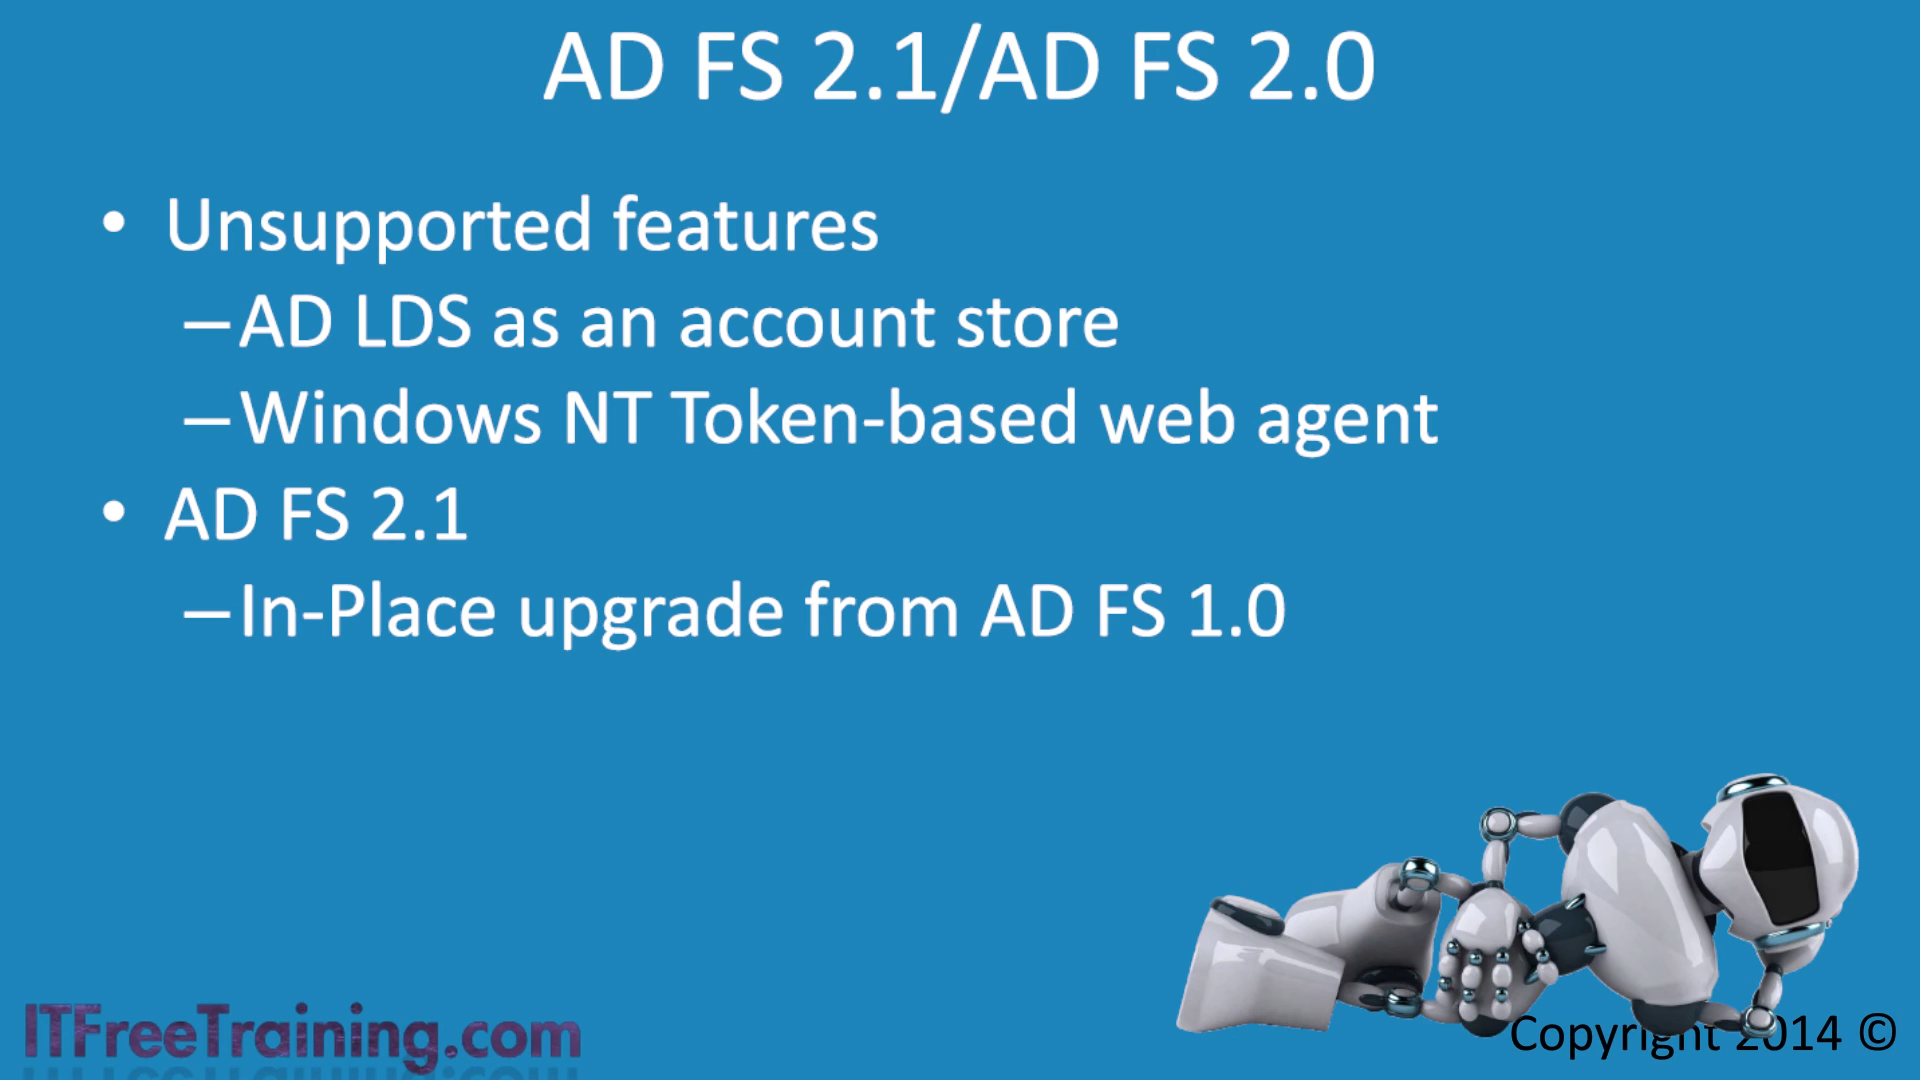 AD FS 2.1/AD FS 2.0
• Unsupported features
–AD LDS as an account store
–Windows NT Token-based web agent
• AD FS 2.1
–In-Place upgrade from AD FS 1.0
ITFreeTraining.com
Copyright 2014 ©